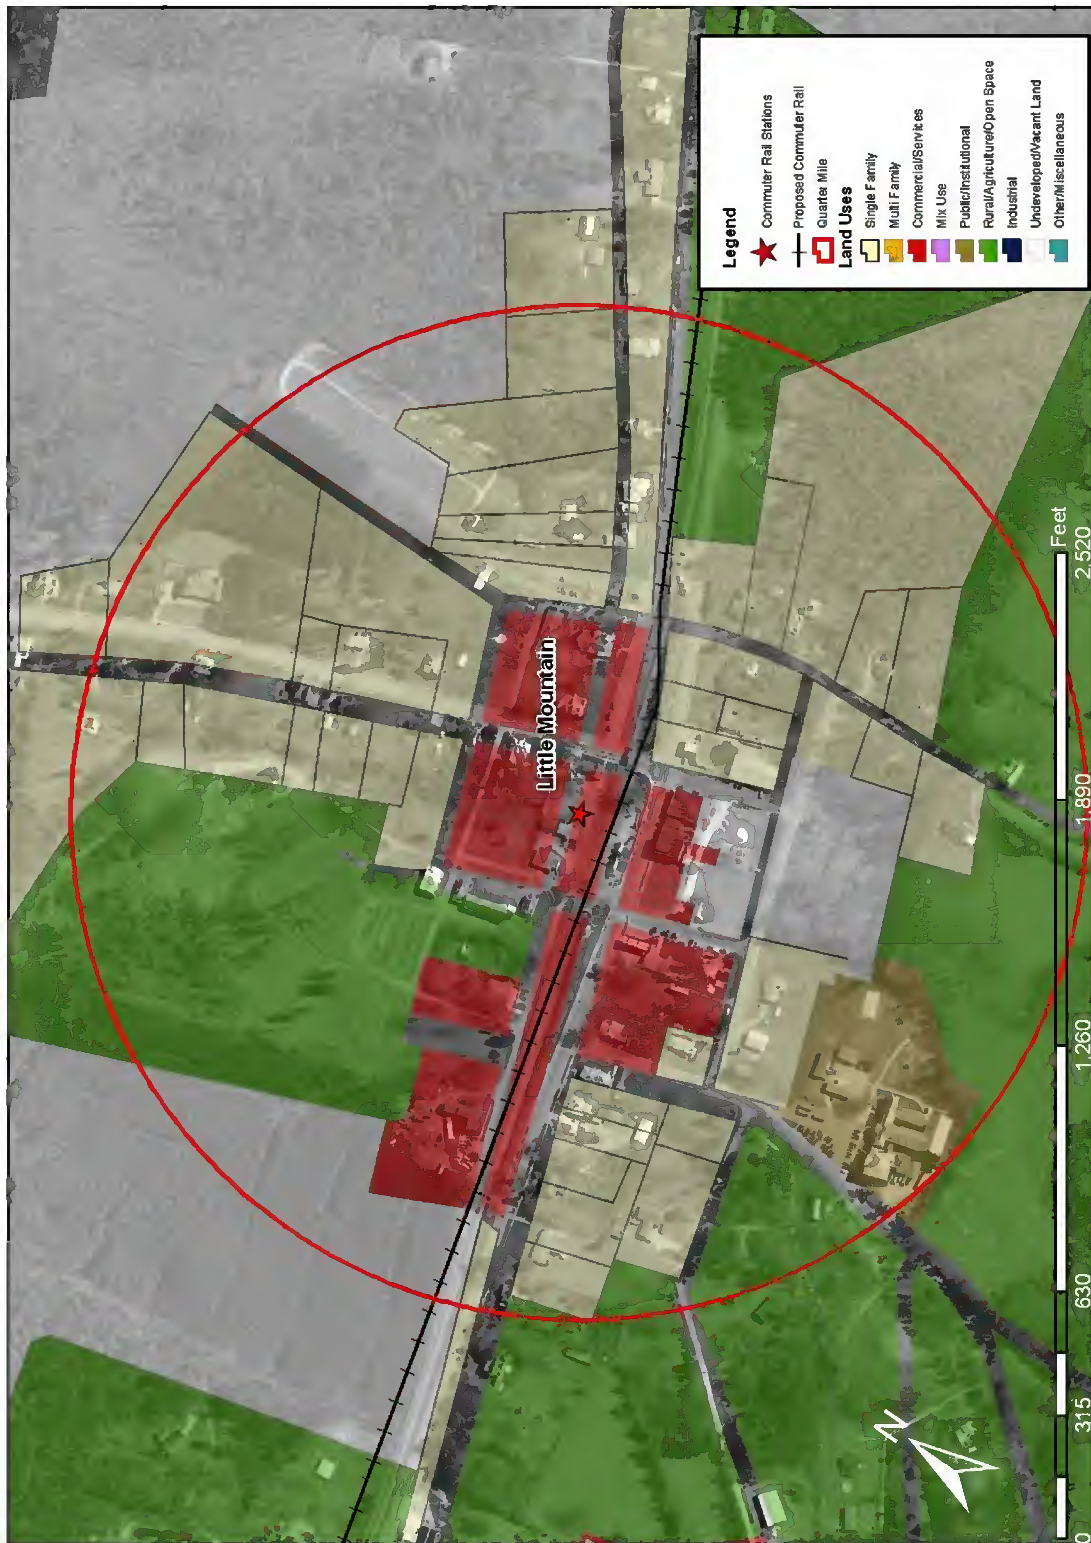 Little Mountain
Legend
Commuter Rail Stations
Proposed Commuter Rail
Quarter Mile
Land Uses
Single Family
Multi Family
Commercial/Services
Mix Use
Public/Institutional
Rural/Agriculture/Open Space
Industrial
Undeveloped/Vacant Land
Other/Miscellaneous
N
Feet
0 315 630 1,260 1,890 2,520